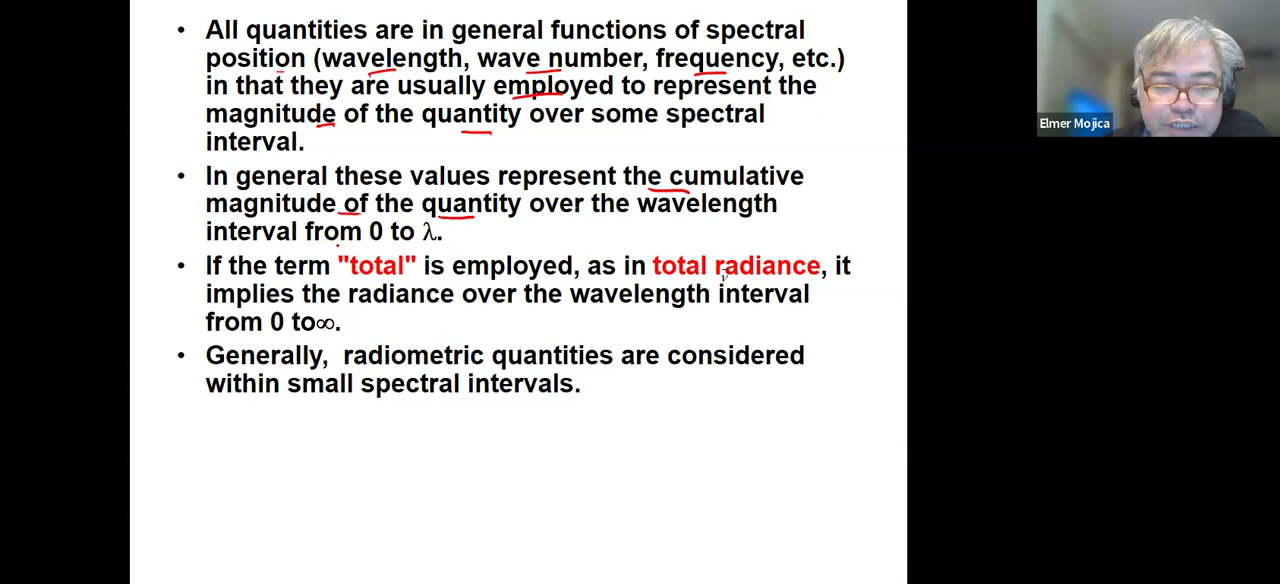 • All quantities are in general functions of spectral
position (wavelength, wave number, frequency, etc.)
in that they are usually employed to represent the
magnitude of the quantity over some spectral
interval.
• In general these values represent the cumulative
magnitude of the quantity over the wavelength
interval from 0 to λ.
• If the term "total" is employed, as in total radiance, it
implies the radiance over the wavelength interval
from 0 to∞.
• Generally,  radiometric quantities are considered
within small spectral intervals.
Elmer Mojica